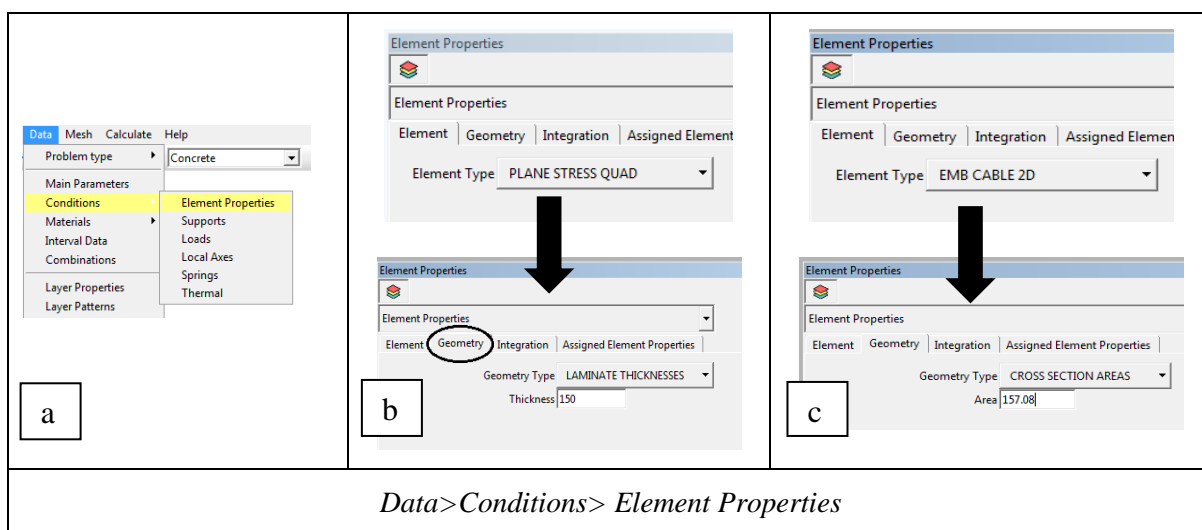 Data Mesh Calculate Help
Problem type
Concrete
Main Parameters
Conditions
Element Properties
Materials
Supports
Interval Data
Loads
Combinations
Local Axes
Springs
Layer Properties
Thermal
Layer Patterns
a
Element Properties
Element Properties
Element Geometry Integration Assigned Element
Element Type PLANE STRESS QUAD
Element Properties
Element Properties
Element Geometry Integration Assigned Element Properties
Geometry Type LAMINATE THICKNESSES
Thickness 150
b
Element Properties
Element Properties
Element Geometry Integration Assigned Elemen
Element Type EMB CABLE 2D
Element Properties
Element Properties
Element Geometry Integration Assigned Element Properties
Geometry Type CROSS SECTION AREAS
Area 157.08
c
Data>Conditions> Element Properties